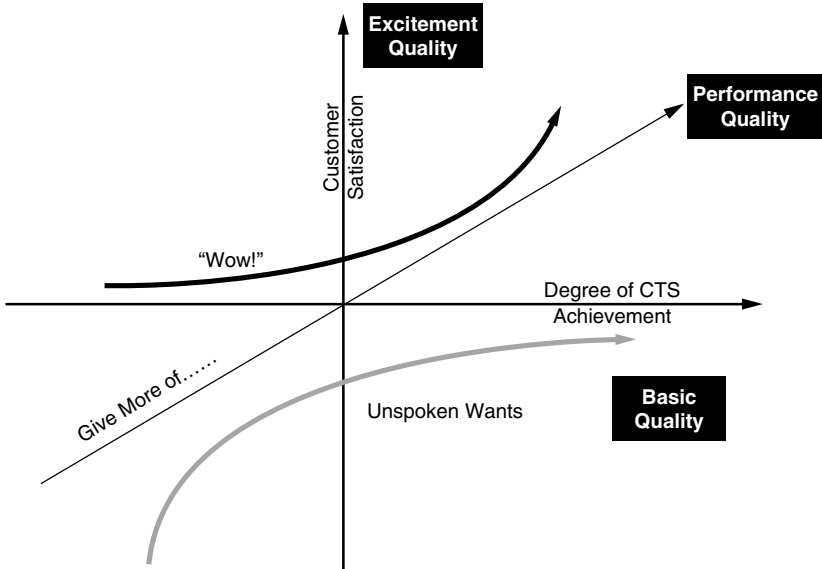 Excitement
Quality
Performance
Quality
Customer
Satisfaction
“Wow!”
Degree of CTS
Achievement
Give More of......
Unspoken Wants
Basic
Quality